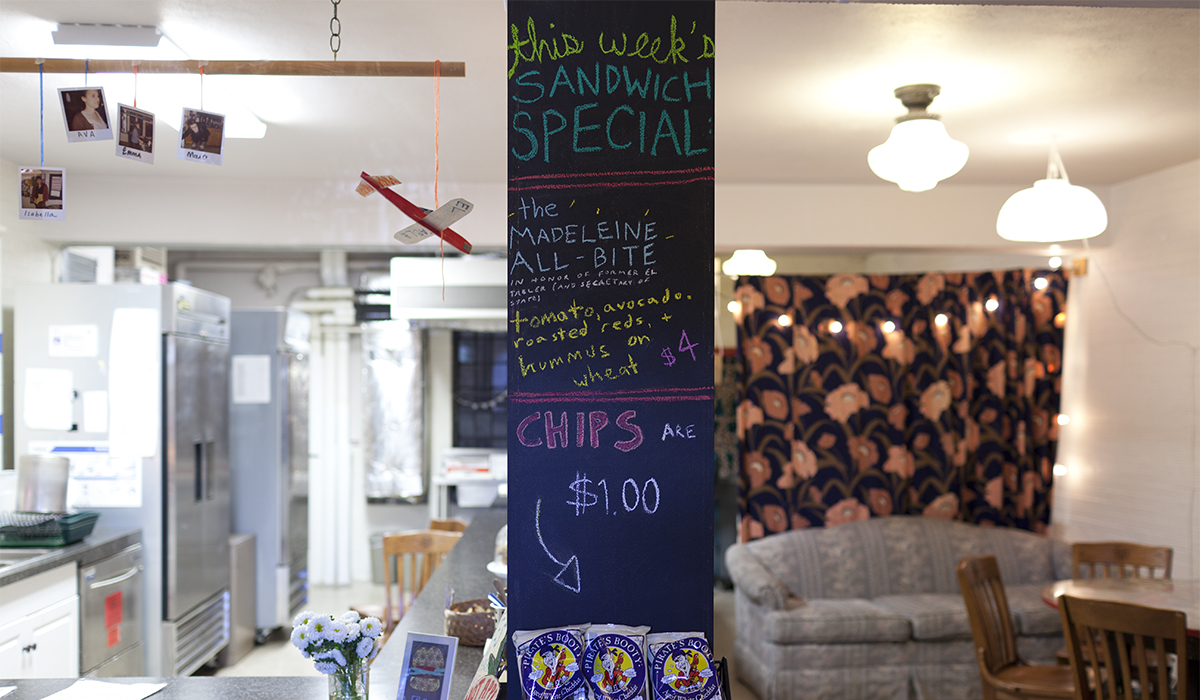 this week's
SANDWICH
SPECIAL:
the
MADELEINE
ALL-BITE
IN HONOR OF FORMER EL
TABLER (AND SECRETARY OF
STATE)
tomato, avocado,
roasted reds, +
hummus on
wheat
$4
CHIPS ARE
$1.00
AVA
Emma
Isabella
PIRATE'S BOOTY
PIRATE'S BOOTY
PIRATE'S BOOTY